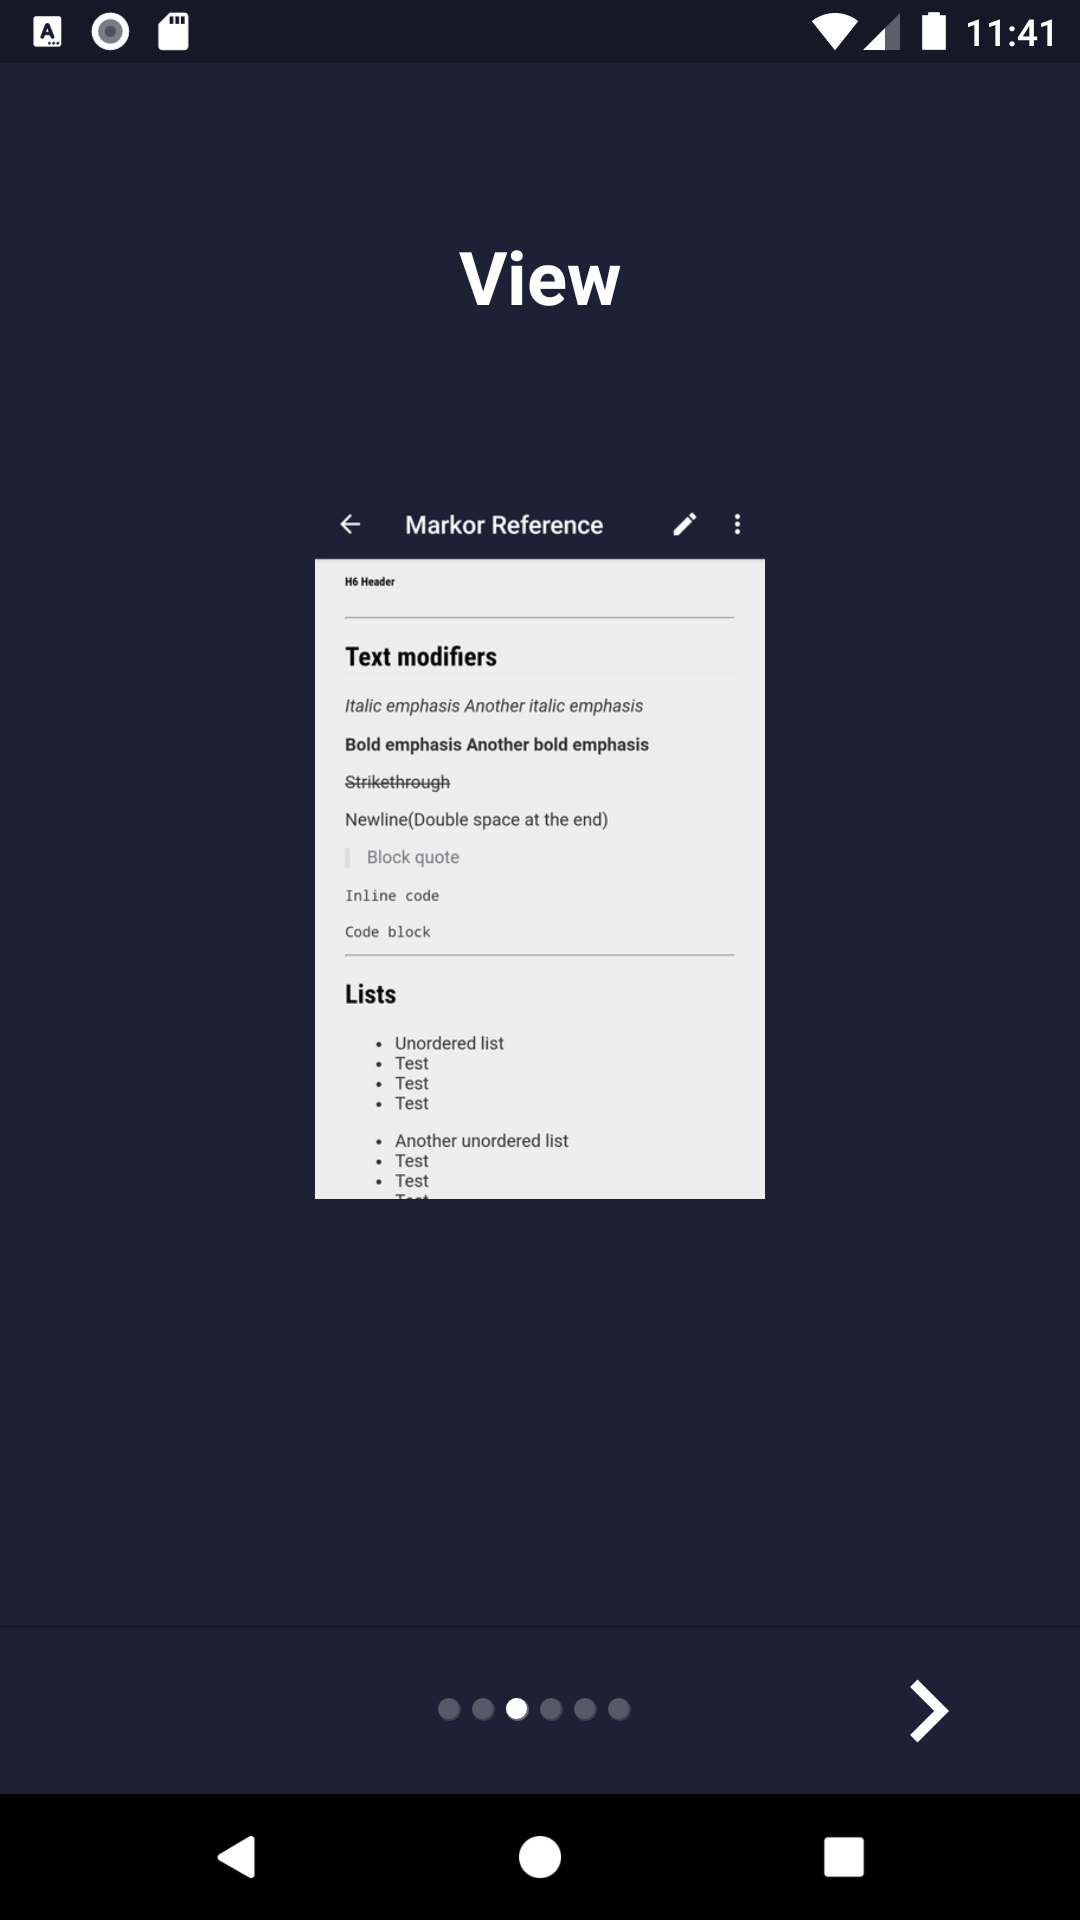 11:41
View
Markor Reference
H6 Header
Text modifiers
Italic emphasis Another italic emphasis
Bold emphasis Another bold emphasis
Strikethrough
Newline(Double space at the end)
Block quote
Inline code
Code block
Lists
• Unordered list
• Test
• Test
• Test
• Another unordered list
• Test
• Test
Test